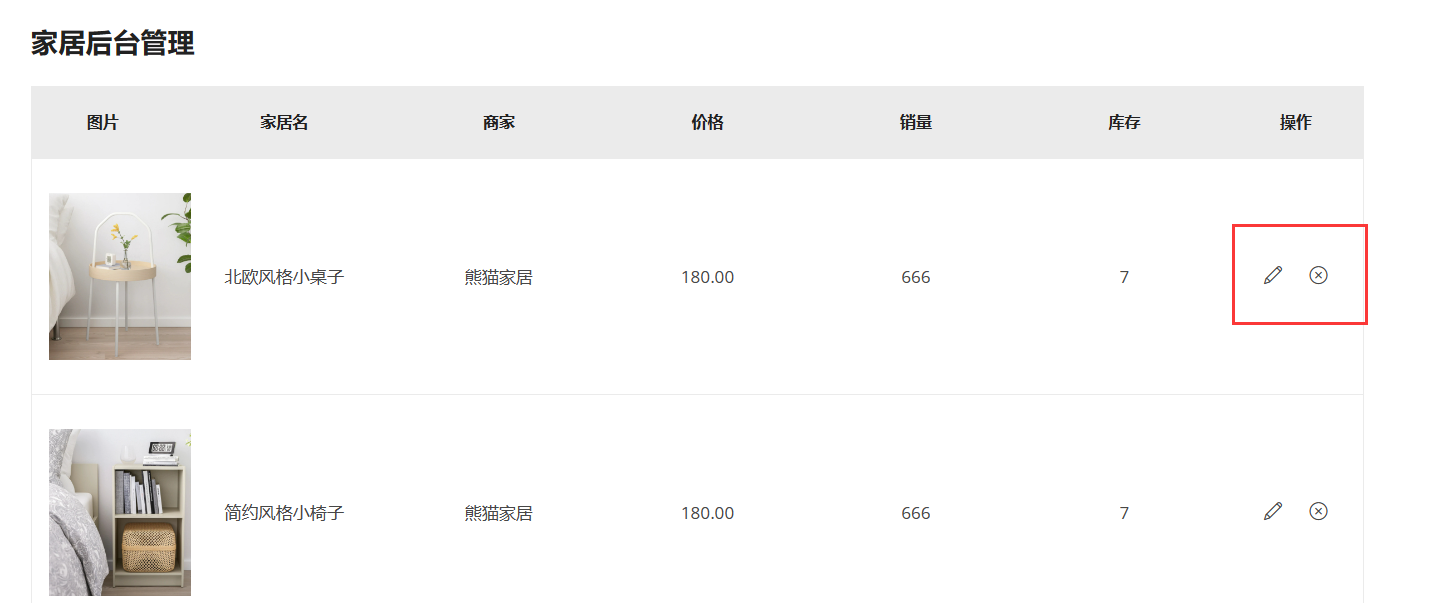 家居后台管理
图片 家居名 商家 价格 销量 库存 操作
北欧风格小桌子 熊猫家居 180.00 666 7
简约风格小椅子 熊猫家居 180.00 666 7